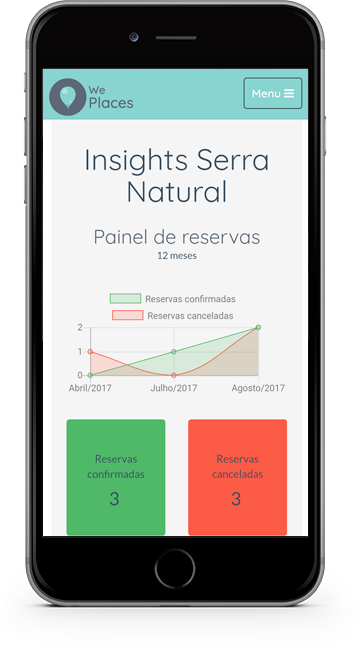 We
Places
Menu
Insights Serra
Natural
Painel de reservas
12 meses
Reservas confirmadas
Reservas canceladas
2
1
0
Abril/2017 Julho/2017 Agosto/2017
Reservas
confirmadas
3
Reservas
canceladas
3